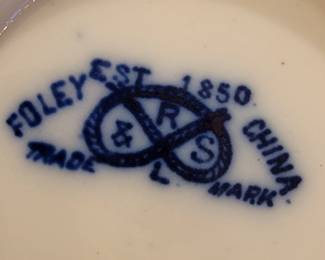 EST 1850
FOLEY CHINA
R
& S
L
TRADE MARK